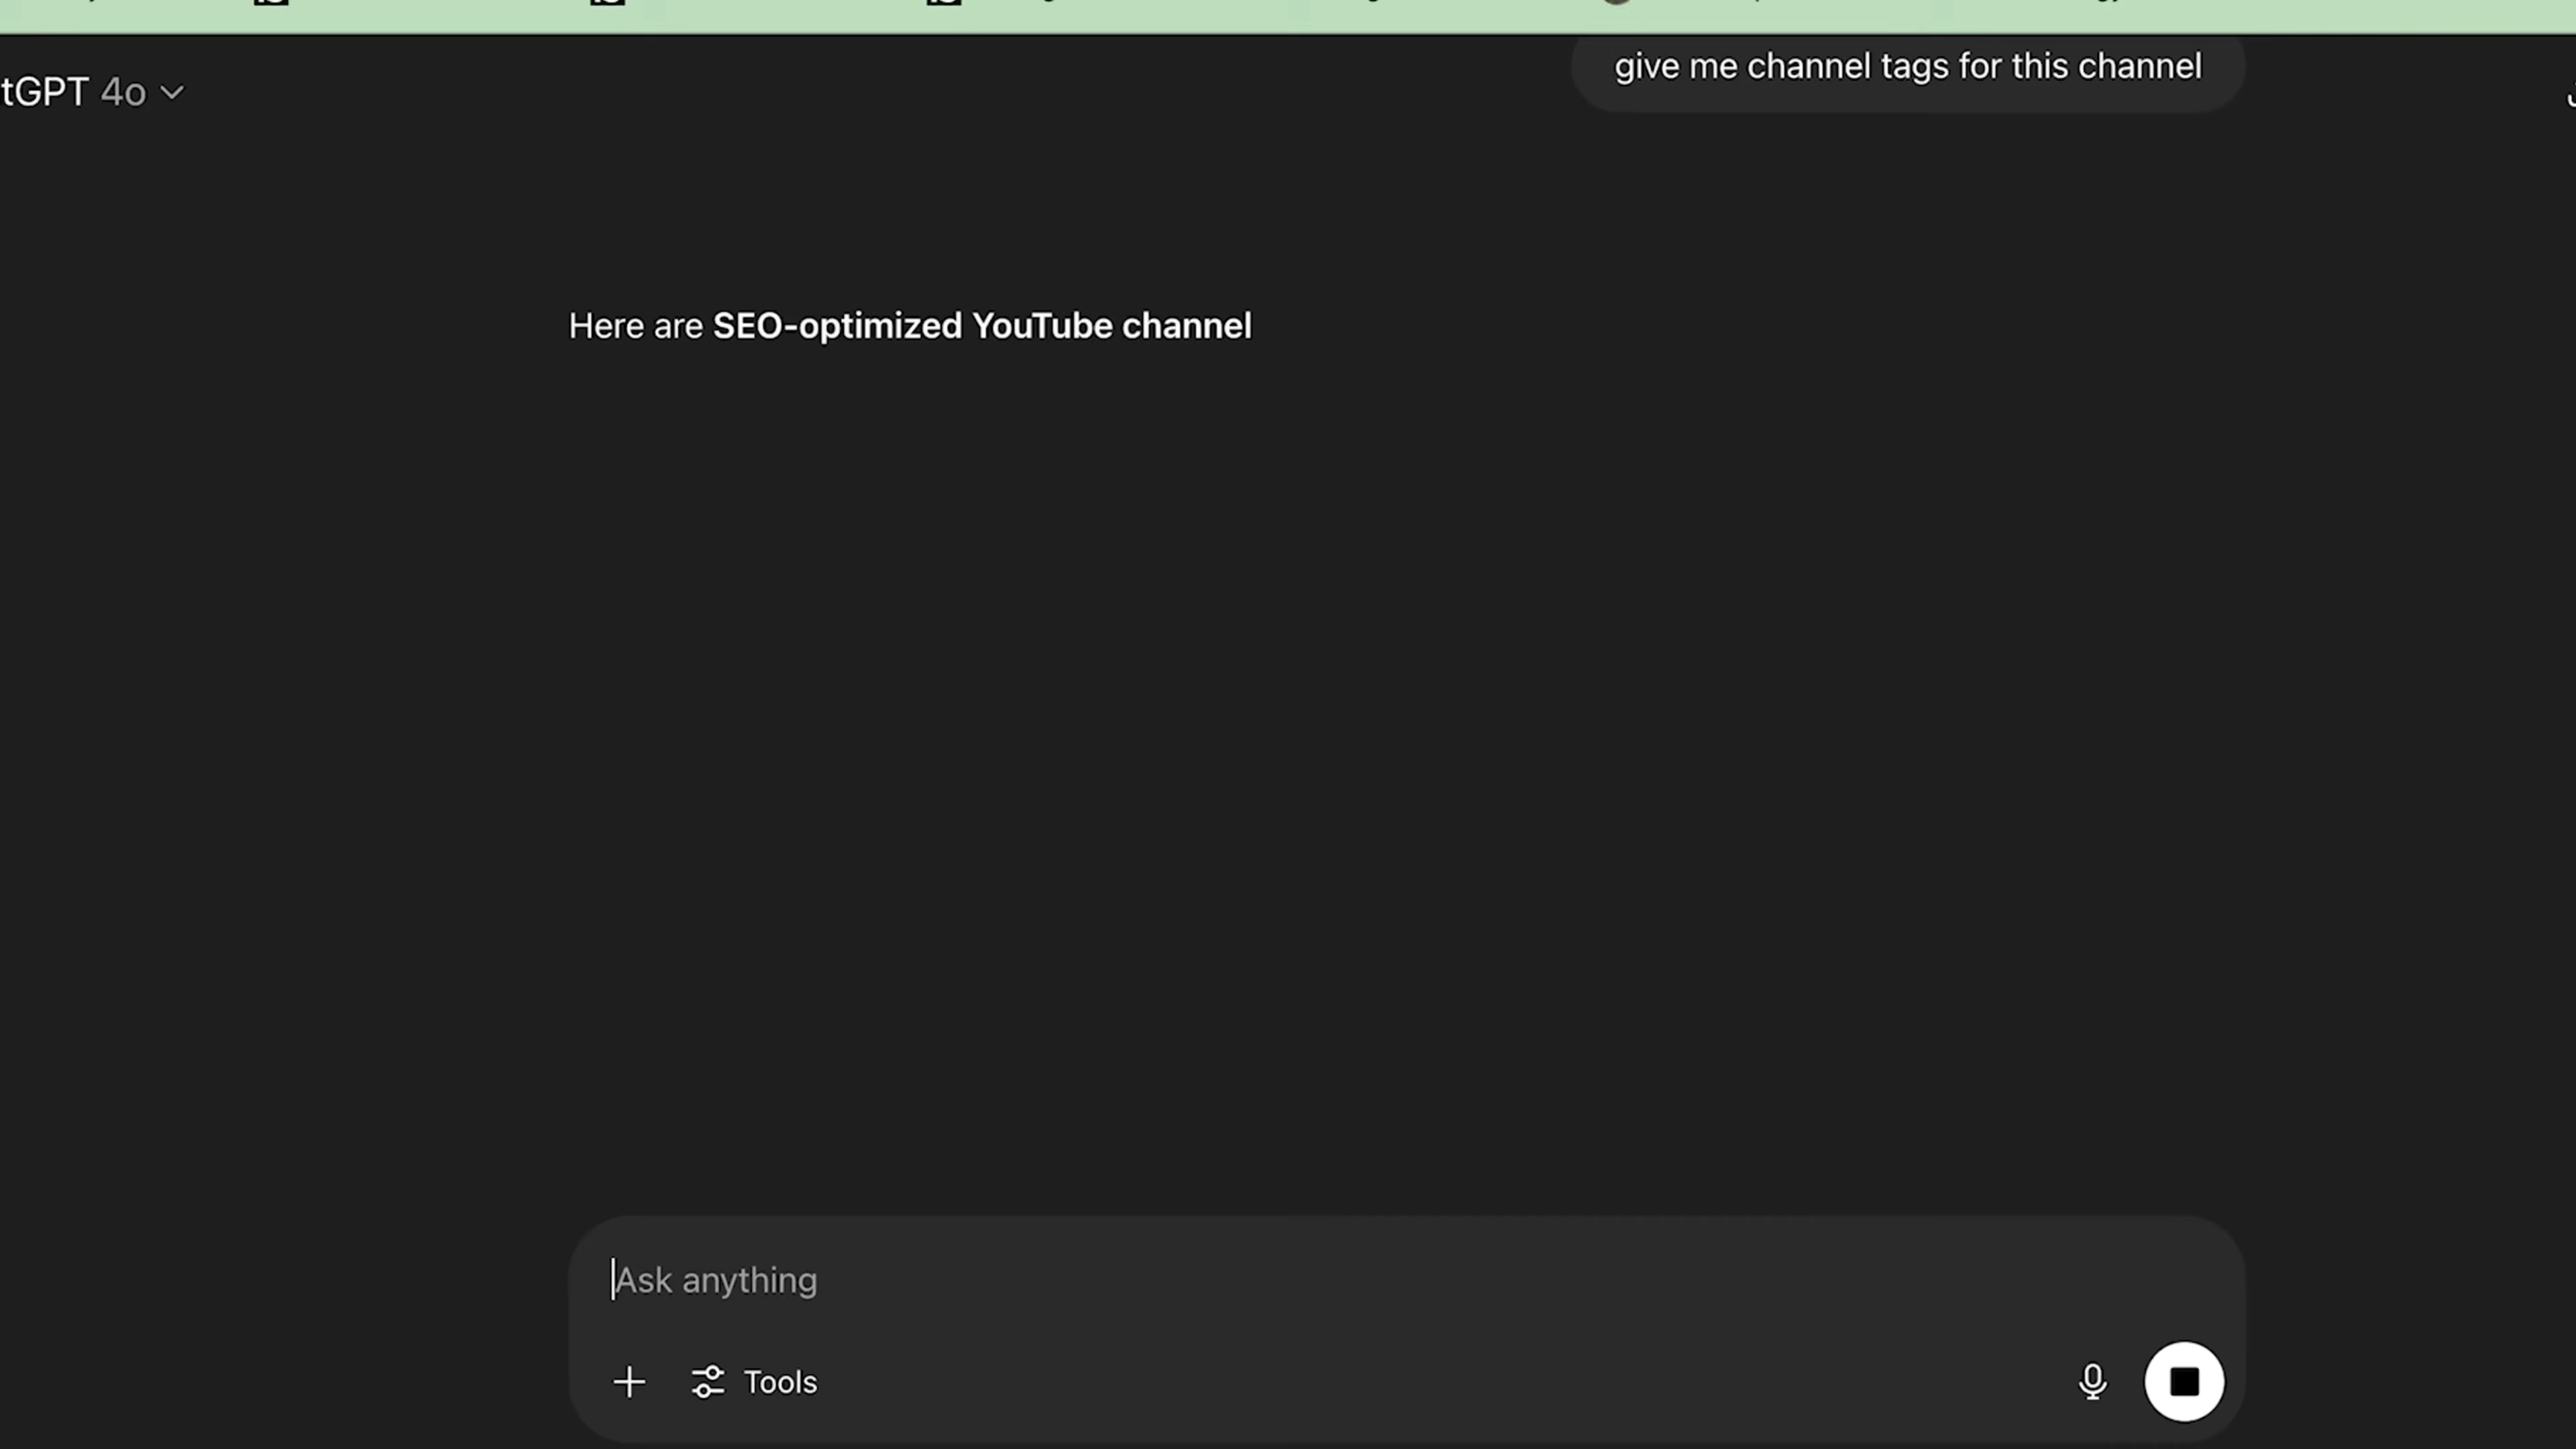 give me channel tags for this channel
tGPT 4o
Here are SEO-optimized YouTube channel
Ask anything
Tools